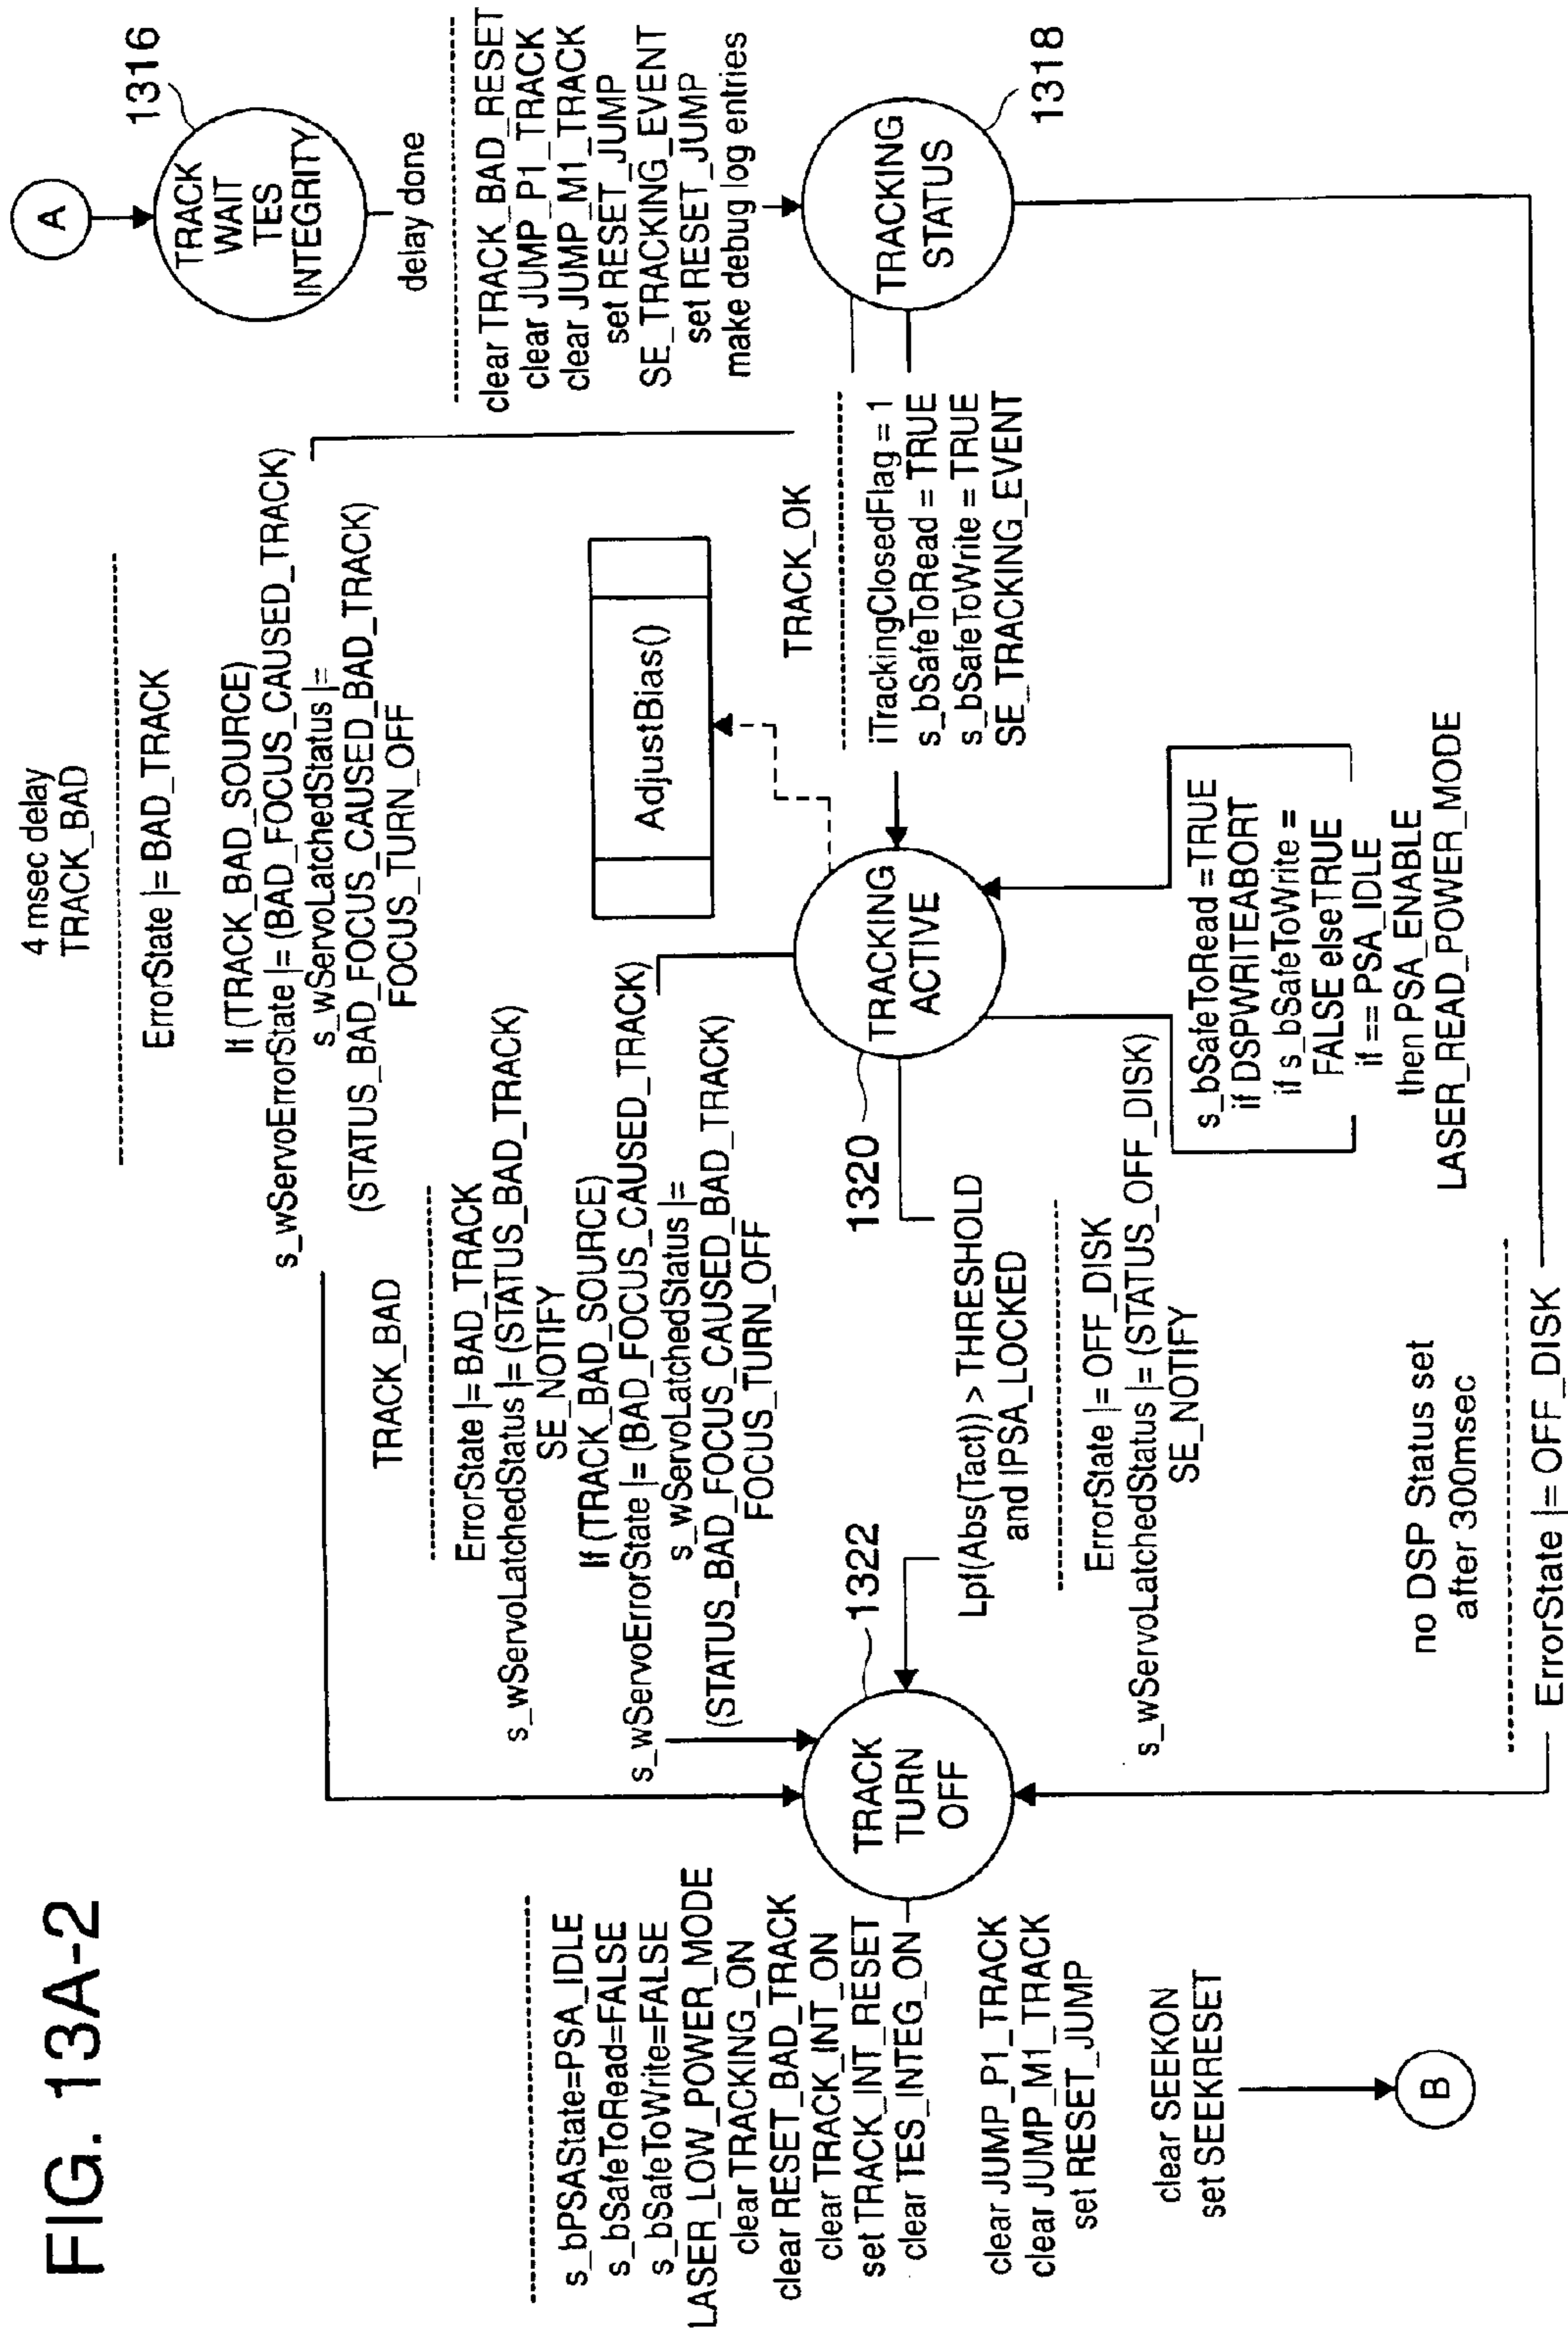 FIG. 13A-2
A
TRACK
WAIT
TES
INTEGRITY
1316
delay done
clear TRACK_BAD_RESET
clear JUMP_P1_TRACK
clear JUMP_M1_TRACK
set RESET_JUMP
SE_TRACKING_EVENT
set RESET_JUMP
make debug log entries
TRACKING
STATUS
1318
4 msec delay
TRACK_BAD
ErrorState |= BAD_TRACK
If (TRACK_BAD_SOURCE)
s_wServoErrorState |= (BAD_FOCUS_CAUSED_TRACK)
s_wServoLatchedStatus |=
(STATUS_BAD_FOCUS_CAUSED_BAD_TRACK)
FOCUS_TURN_OFF
TRACK_OK
iTrackingClosedFlag = 1
s_bSafeToRead = TRUE
s_bSafeToWrite = TRUE
SE_TRACKING_EVENT
AdjustBias()
TRACKING
ACTIVE
1320
s_bSafeToRead =TRUE
if DSPWRITEABORT
if s_bSafeToWrite =
FALSE elseTRUE
if == PSA_IDLE
then PSA_ENABLE
LASER_READ_POWER_MODE
TRACK_BAD
ErrorState |= BAD_TRACK
s_wServoLatchedStatus |= (STATUS_BAD_TRACK)
SE_NOTIFY
If (TRACK_BAD_SOURCE)
s_wServoErrorState |= (BAD_FOCUS_CAUSED_TRACK)
s_wServoLatchedStatus |=
(STATUS_BAD_FOCUS_CAUSED_BAD_TRACK)
FOCUS_TURN_OFF
Lpf(Abs(Tact)) > THRESHOLD
and IPSA_LOCKED
ErrorState |= OFF_DISK
s_wServoLatchedStatus |= (STATUS_OFF_DISK)
SE_NOTIFY
no DSP Status set
after 300msec
ErrorState |= OFF_DISK
TRACK
TURN
OFF
1322
s_bPSAState=PSA_IDLE
s_bSafeToRead=FALSE
s_bSafeToWrite=FALSE
LASER_LOW_POWER_MODE
clear TRACKING_ON
clear RESET_BAD_TRACK
clear TRACK_INT_ON
set TRACK_INT_RESET
clear TES_INTEG_ON
clear JUMP_P1_TRACK
clear JUMP_M1_TRACK
set RESET_JUMP
clear SEEKON
set SEEKRESET
B